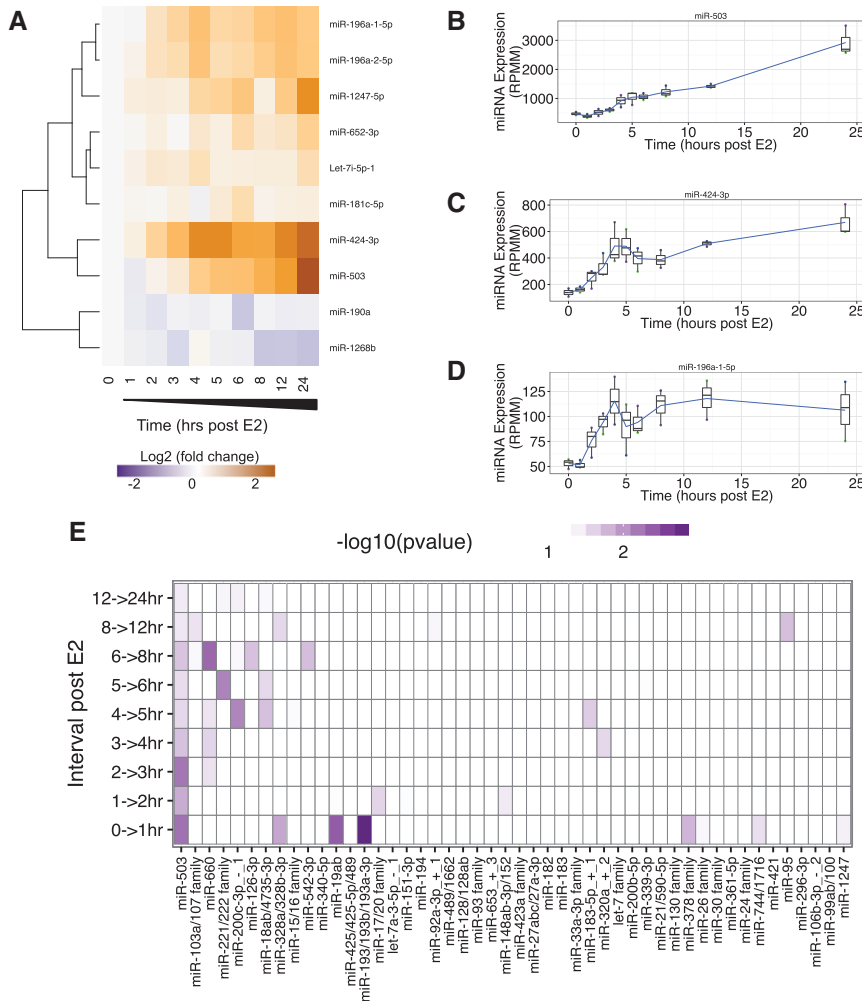 A
miR-196a-1-5p
miR-196a-2-5p
miR-1247-5p
miR-652-3p
Let-7i-5p-1
miR-181c-5p
miR-424-3p
miR-503
miR-190a
miR-1268b
0 1 2 3 4 5 6 8 12 24
Time (hrs post E2)
Log2 (fold change)
-2 0 2
B
miR-503
miRNA Expression
(RPMM)
3000
2000
1000
0 5 10 15 20 25
Time (hours post E2)
C
miR-424-3p
miRNA Expression
(RPMM)
800
600
400
200
0 5 10 15 20 25
Time (hours post E2)
D
miR-196a-1-5p
miRNA Expression
(RPMM)
125
100
75
50
0 5 10 15 20 25
Time (hours post E2)
E
-log10(pvalue)
1 2
Interval post E2
12->24hr
8->12hr
6->8hr
5->6hr
4->5hr
3->4hr
2->3hr
1->2hr
0->1hr
miR-503
miR-103a/107 family
miR-660
miR-221/222 family
miR-200c-3p_-_1
miR-126-3p
miR-18ab/4735-3p
miR-328a/328b-3p
miR-15/16 family
miR-342-3p
miR-340-5p
miR-19ab
miR-425/425-5p/489
miR-193/193b/193a-3p
miR-17/20 family
let-7a-3-5p_-_1
miR-151-3p
miR-194
miR-92a-3p_+_1
miR-489/1662
miR-128/128ab
miR-93 family
miR-653_+_3
miR-148ab-3p/152
miR-423a family
miR-27abc/27a-3p
miR-182
miR-183
miR-33a-3p family
miR-183-5p_+_1
miR-320a_+_2
let-7 family
miR-200b-5p
miR-339-3p
miR-21/590-5p
miR-130 family
miR-378 family
miR-26 family
miR-30 family
miR-361-5p
miR-24 family
miR-744/1716
miR-421
miR-95
miR-296-3p
miR-106b-3p_-_2
miR-99ab/100
miR-1247